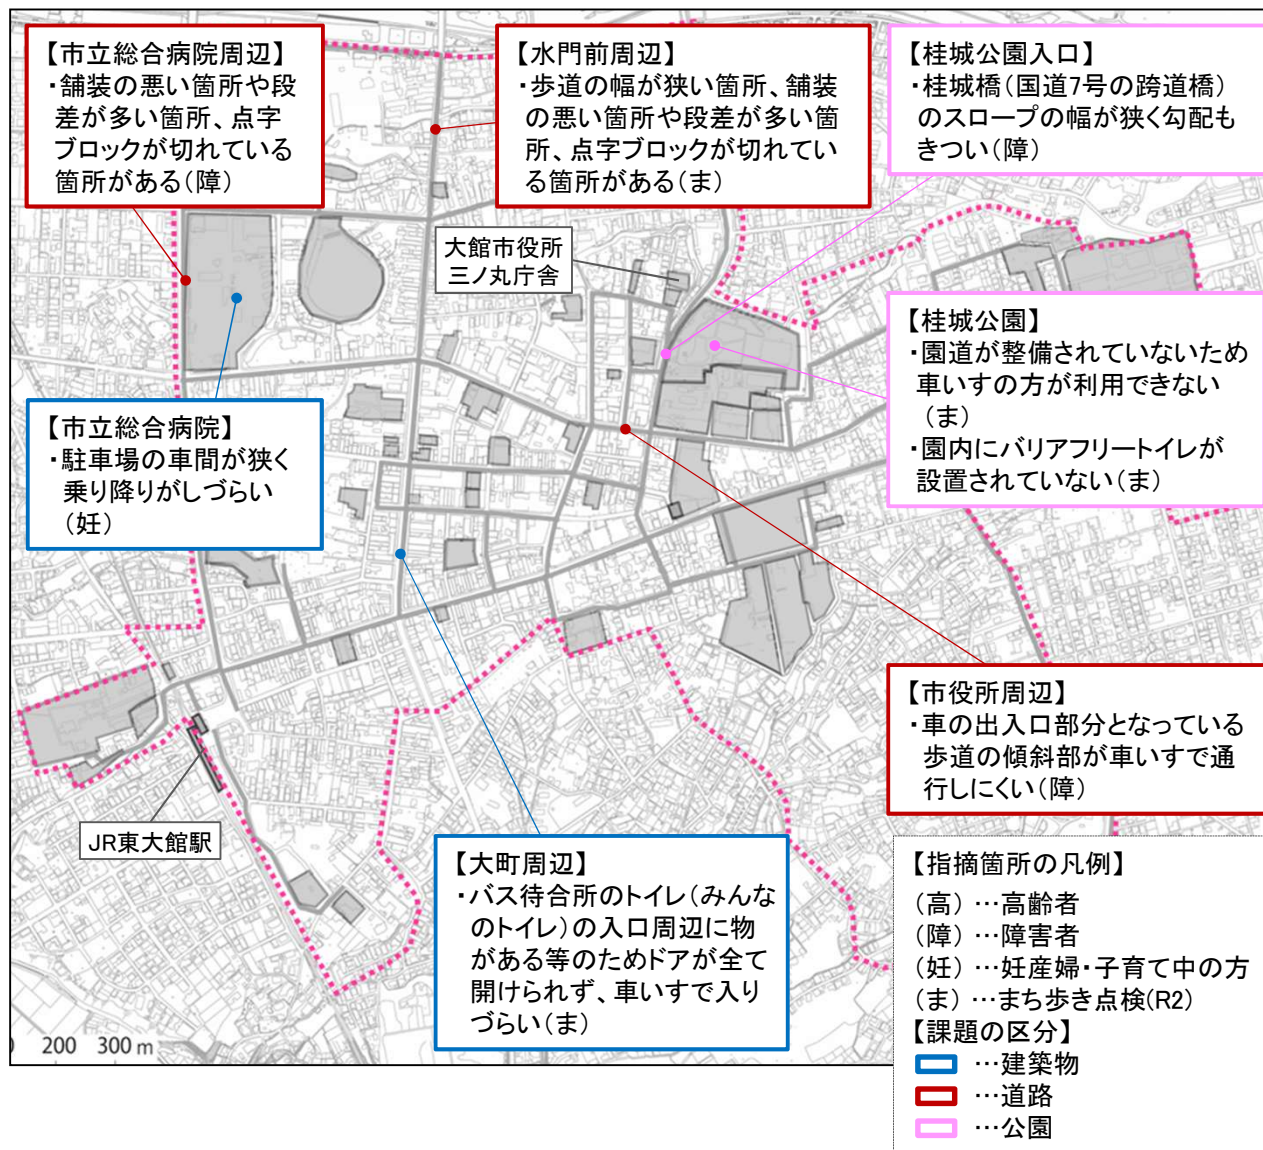 【市立総合病院周辺】
・舗装の悪い箇所や段
差が多い箇所、点字
ブロックが切れている
箇所がある(障)
【水門前周辺】
・歩道の幅が狭い箇所、舗装
の悪い箇所や段差が多い箇
所、点字ブロックが切れてい
る箇所がある(ま)
【桂城公園入口】
・桂城橋(国道7号の跨道橋)
のスロープの幅が狭く勾配も
きつい(障)
大館市役所
三ノ丸庁舎
【桂城公園】
・園道が整備されていないため
車いすの方が利用できない
(ま)
・園内にバリアフリートイレが
設置されていない(ま)
【市立総合病院】
・駐車場の車間が狭く
乗り降りがしづらい
(妊)
【市役所周辺】
・車の出入口部分となっている
歩道の傾斜部が車いすで通
行しにくい(障)
JR東大館駅
【大町周辺】
・バス待合所のトイレ(みんな
のトイレ)の入口周辺に物
がある等のためドアが全て
開けられず、車いすで入り
づらい(ま)
200 300 m
【指摘箇所の凡例】
(高) …高齢者
(障) …障害者
(妊) …妊産婦・子育て中の方
(ま) …まち歩き点検(R2)
【課題の区分】
…建築物
…道路
…公園